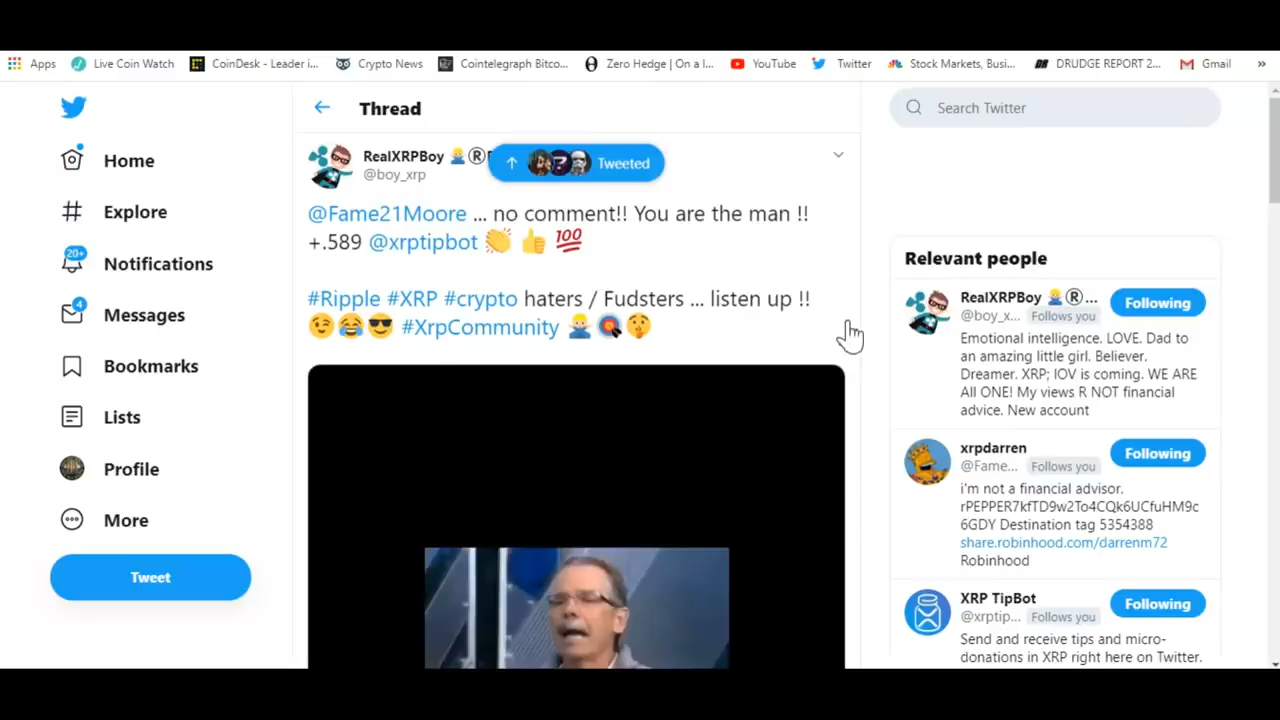 Apps
Live Coin Watch
CoinDesk - Leader i...
Crypto News
Cointelegraph Bitco...
Zero Hedge | On a l...
YouTube
Twitter
Stock Markets, Busi...
DRUDGE REPORT 2...
Gmail
»
Home
Explore
20+
Notifications
4
Messages
Bookmarks
Lists
Profile
More
Tweet
Thread
RealXRPBoy
@boy_xrp
Tweeted
@Fame21Moore ... no comment!! You are the man !!
+.589 @xrptipbot 👏 👍 💯
#Ripple #XRP #crypto haters / Fudsters ... listen up !!
😉😂😎 #XrpCommunity 🙇‍♂️🎯🤫
Search Twitter
Relevant people
RealXRPBoy 🙇‍♂️Ⓡ...
@boy_x... Follows you
Following
Emotional intelligence. LOVE. Dad to
an amazing little girl. Believer.
Dreamer. XRP; IOV is coming. WE ARE
All ONE! My views R NOT financial
advice. New account
xrpdarren
@Fame... Follows you
Following
i'm not a financial advisor.
rPEPPER7kfTD9w2To4CQk6UCfuHM9c
6GDY Destination tag 5354388
share.robinhood.com/darrenm72
Robinhood
XRP TipBot
@xrptip... Follows you
Following
Send and receive tips and micro-
donations in XRP right here on Twitter.